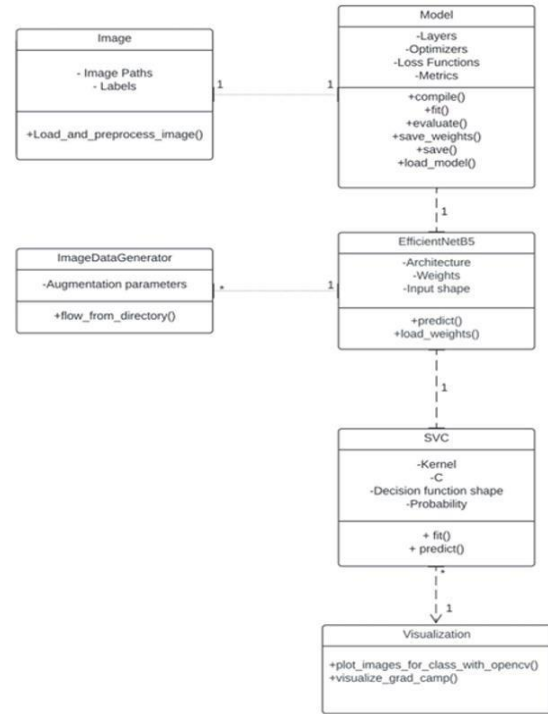 Image
- Image Paths
- Labels
+Load_and_preprocess_image()
1
1
Model
-Layers
-Optimizers
-Loss Functions
-Metrics
+compile()
+fit()
+evaluate()
+save_weights()
+save()
+load_model()
1
ImageDataGenerator
-Augmentation parameters
+flow_from_directory()
*
1
EfficientNetB5
-Architecture
-Weights
-Input shape
+predict()
+load_weights()
1
SVC
-Kernel
-C
-Decision function shape
-Probability
+ fit()
+ predict()
*
1
Visualization
+plot_images_for_class_with_opencv()
+visualize_grad_camp()